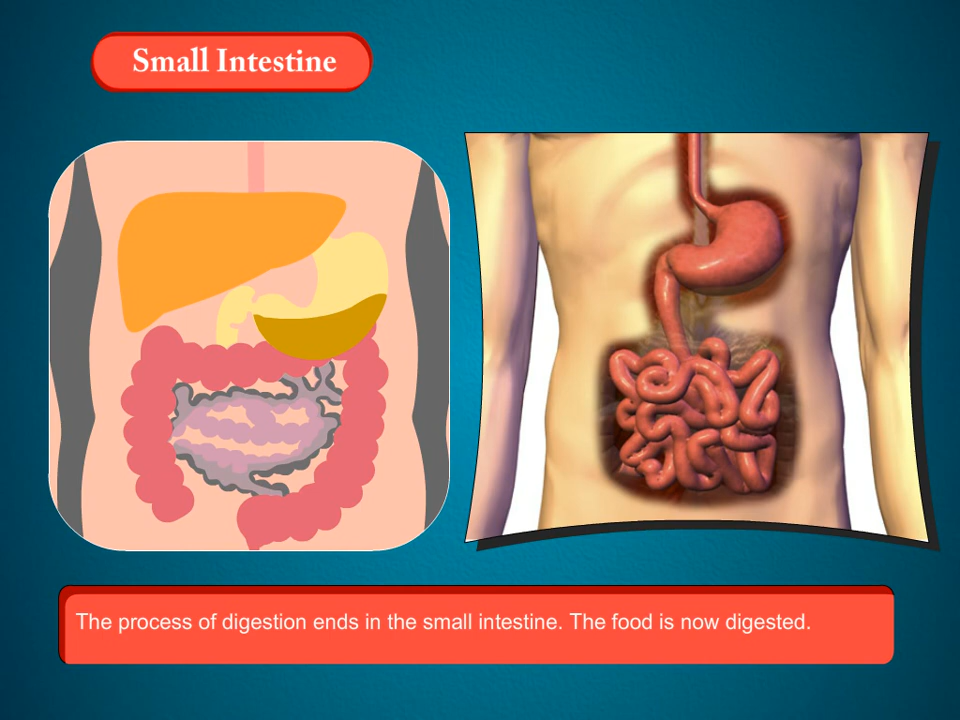 Small Intestine
The process of digestion ends in the small intestine. The food is now digested.